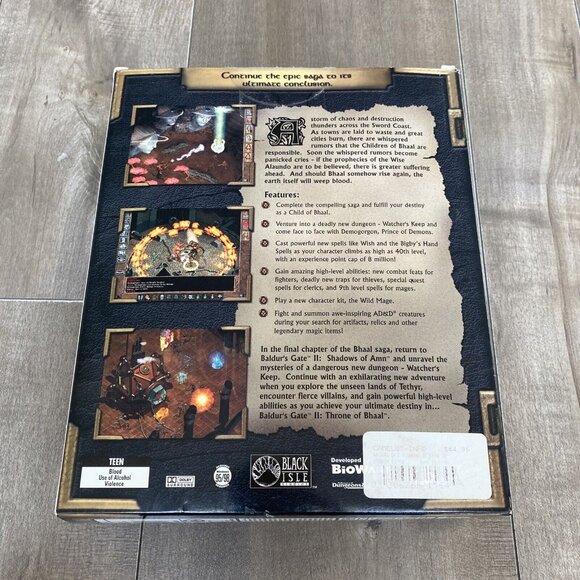 Continue the epic saga to its
ultimate conclusion.
A storm of chaos and destruction
thunders across the Sword Coast.
As towns are laid to waste and great
cities burn, there are whispered
rumors that the Children of Bhaal are
responsible. Soon the whispered rumors become
panicked cries - if the prophecies of the Wise
Alaundo are to be believed, there is greater suffering
ahead. And should Bhaal somehow rise again, the
earth itself will weep blood.
Features:
Complete the compelling saga and fulfill your destiny
as a Child of Bhaal.
Venture into a deadly new dungeon - Watcher's Keep and
come face to face with Demogorgon, Prince of Demons.
Cast powerful new spells like Wish and the Bigby's Hand
Spells as your character climbs as high as 40th level,
with an experience point cap of 8 million!
Gain amazing high-level abilities: new combat feats for
fighters, deadly new traps for thieves, special quest
spells for clerics, and 9th level spells for mages.
Play a new character kit, the Wild Mage.
Fight and summon awe-inspiring AD&D® creatures
during your search for artifacts, relics and other
legendary magic items!
In the final chapter of the Bhaal saga, return to
Baldur's Gate™ II: Shadows of Amn™ and unravel the
mysteries of a dangerous new dungeon - Watcher's
Keep. Continue with an exhilarating new adventure
when you explore the unseen lands of Tethyr,
encounter fierce villains, and gain powerful high-level
abilities as you achieve your ultimate destiny in...
Baldur's Gate™ II: Throne of Bhaal™.
TEEN
Blood
Use of Alcohol
Violence
DOLBY
SURROUND
95/98
BLACK
ISLE
STUDIOS
Developed
BioWa